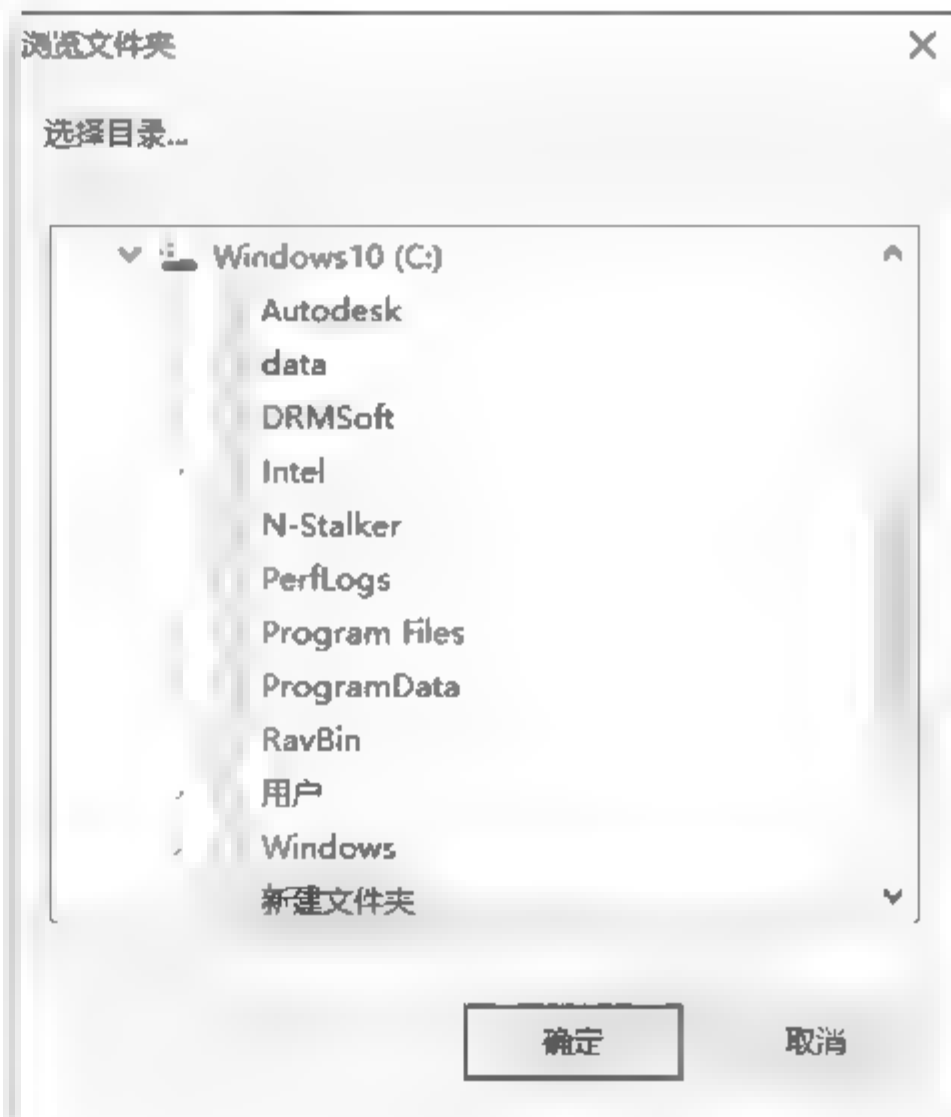 浏览文件夹
选择目录...
Windows10 (C:)
Autodesk
data
DRMSoft
Intel
N-Stalker
PerfLogs
Program Files
ProgramData
RavBin
用户
Windows
新建文件夹
确定 取消